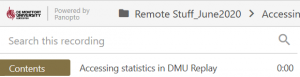 DE MONTFORT
UNIVERSITY
LEICESTER
Powered by
Panopto
Remote Stuff_June2020 > Accessin
Search this recording
Contents
Accessing statistics in DMU Replay
0:00